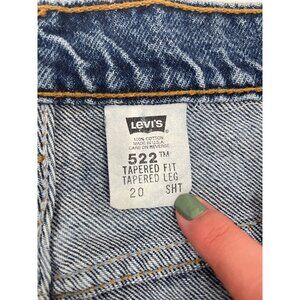 LEVI'S
100% COTTON
MADE IN U.S.A.
CARE ON REVERSE
522™
TAPERED FIT
TAPERED LEG
20 SHT